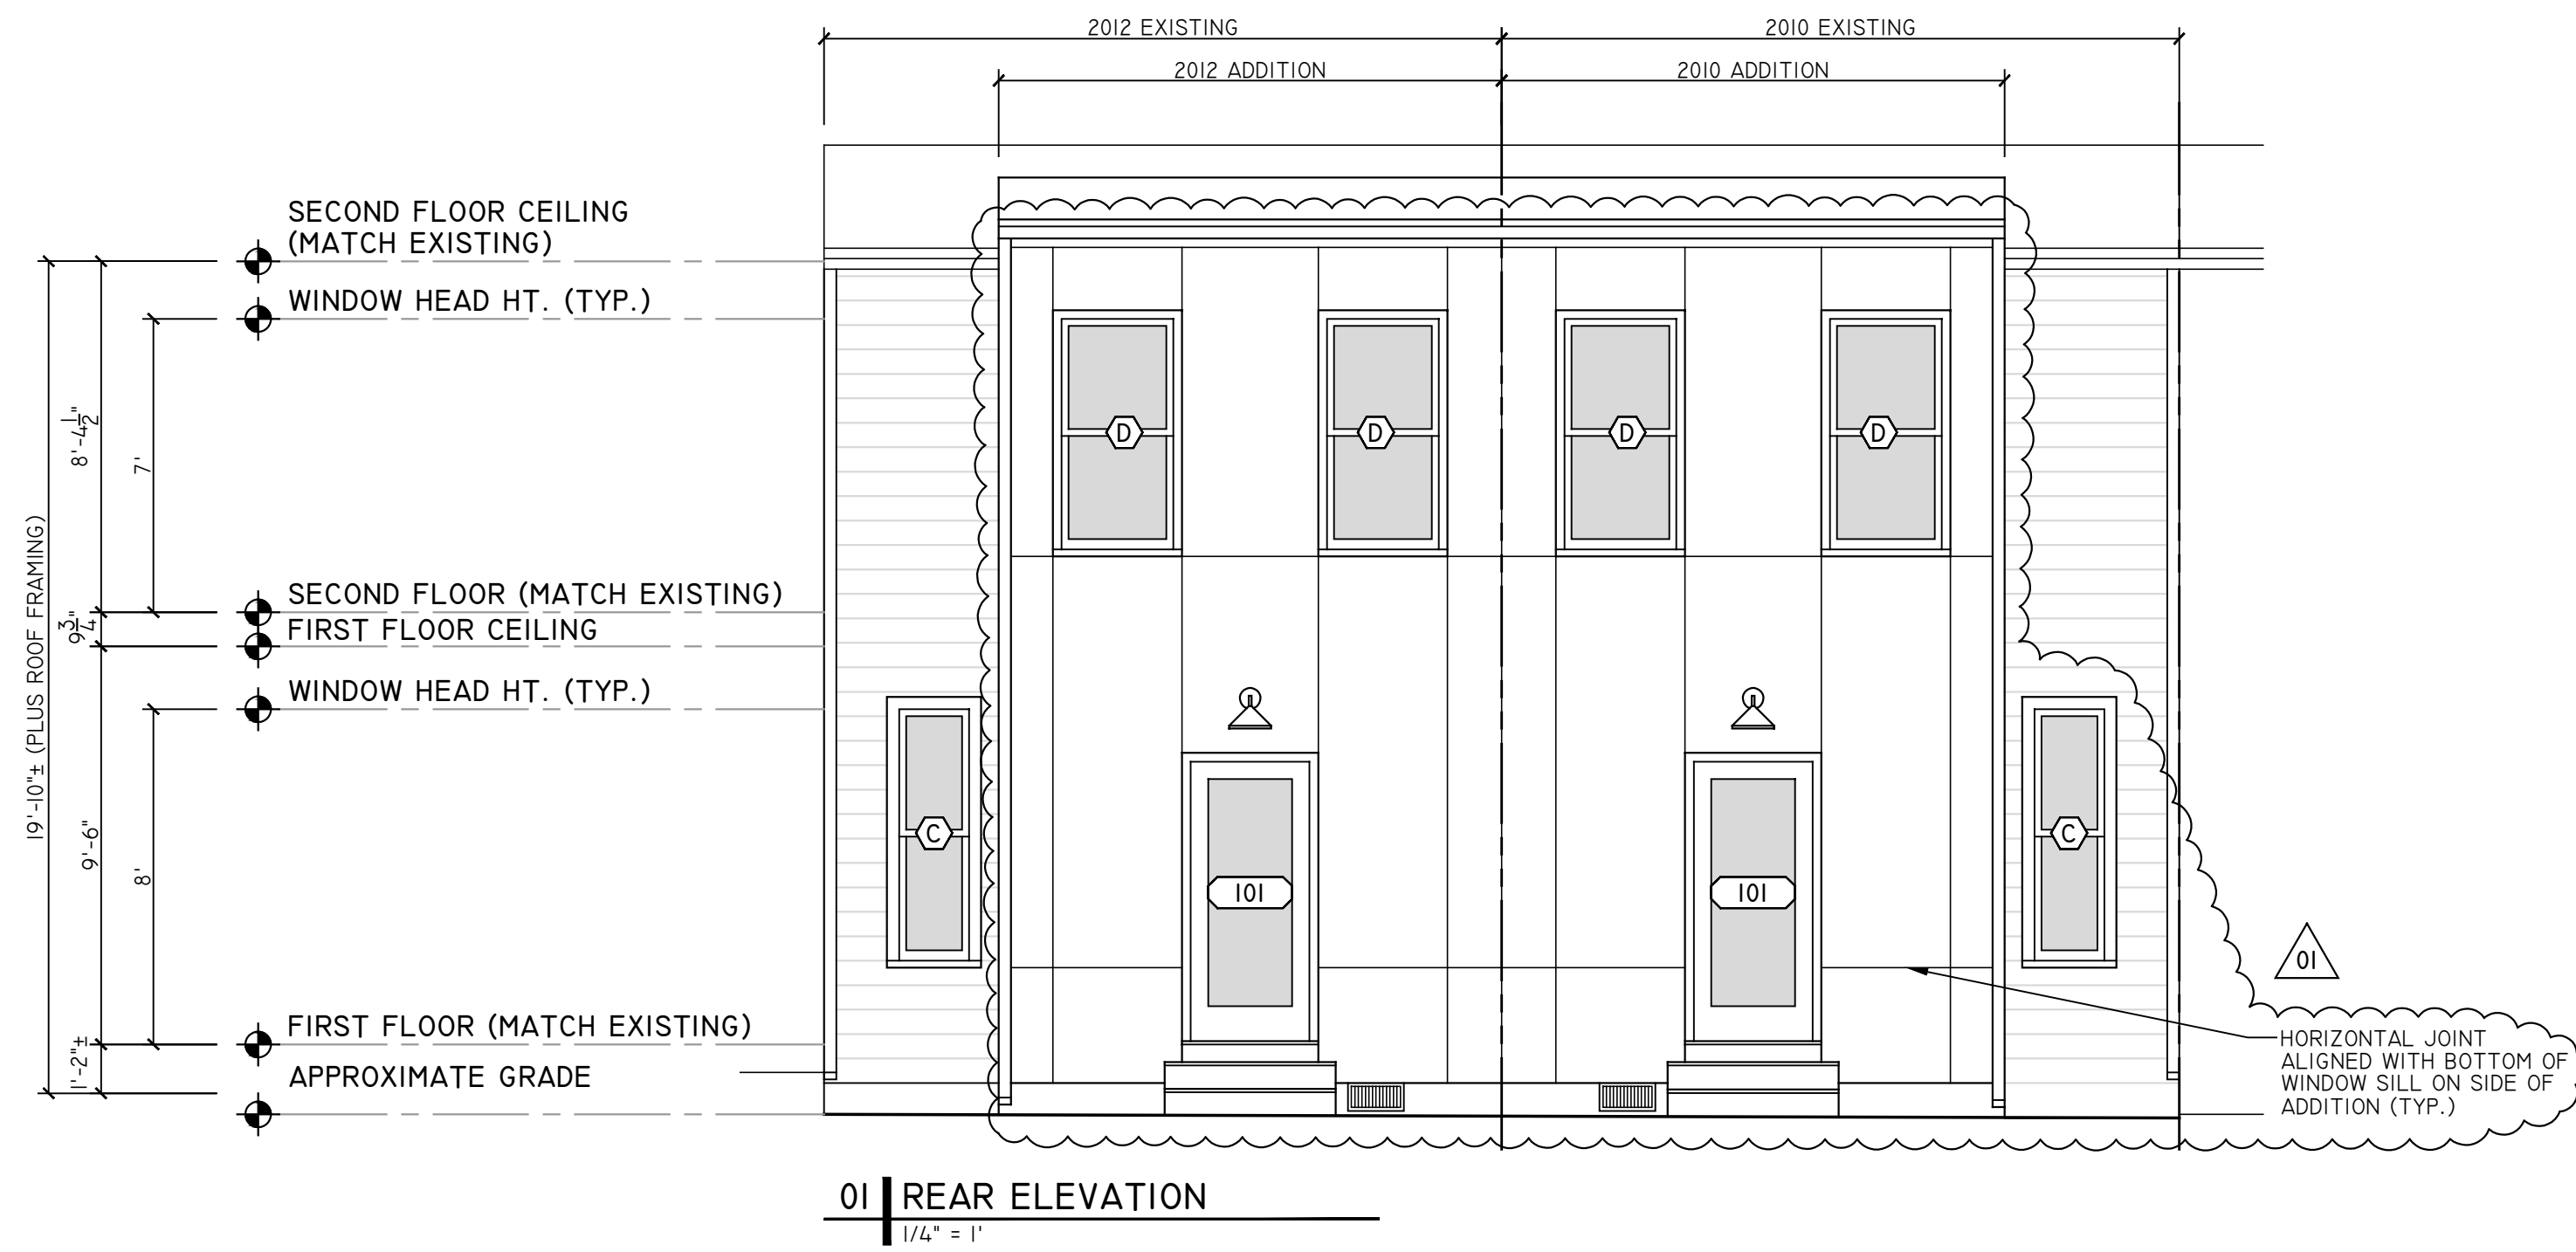 2012 EXISTING
2010 EXISTING
2012 ADDITION
2010 ADDITION
SECOND FLOOR CEILING
(MATCH EXISTING)
WINDOW HEAD HT. (TYP.)
8'-4 1/2"
7'
19'-10"± (PLUS ROOF FRAMING)
SECOND FLOOR (MATCH EXISTING)
9 3/4"
FIRST FLOOR CEILING
WINDOW HEAD HT. (TYP.)
9'-6"
8'
FIRST FLOOR (MATCH EXISTING)
1'-2"±
APPROXIMATE GRADE
D
D
D
D
C
C
101
101
01
HORIZONTAL JOINT
ALIGNED WITH BOTTOM OF
WINDOW SILL ON SIDE OF
ADDITION (TYP.)
01 REAR ELEVATION
1/4" = 1'